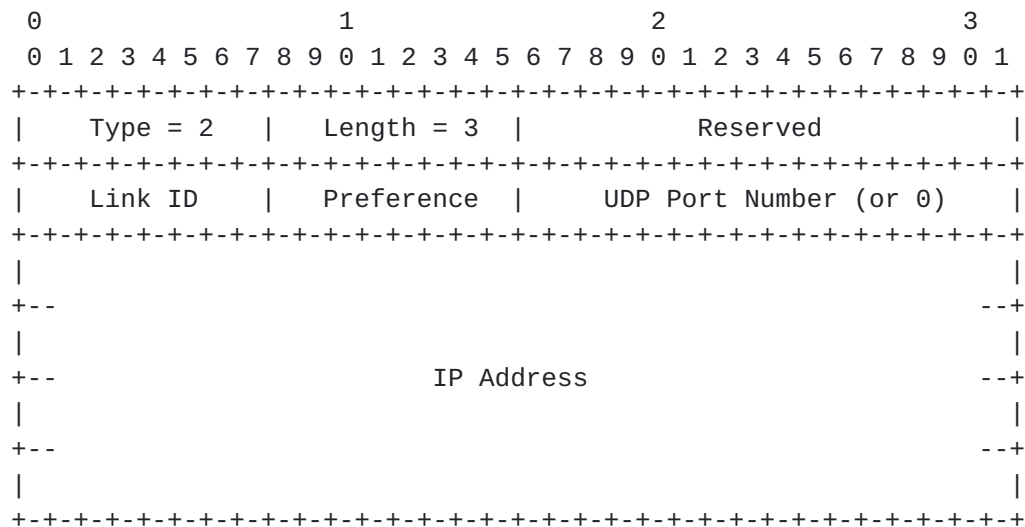 0                   1                   2                   3
 0 1 2 3 4 5 6 7 8 9 0 1 2 3 4 5 6 7 8 9 0 1 2 3 4 5 6 7 8 9 0 1
+-+-+-+-+-+-+-+-+-+-+-+-+-+-+-+-+-+-+-+-+-+-+-+-+-+-+-+-+-+-+-+-+
|    Type = 2   |   Length = 3  |           Reserved            |
+-+-+-+-+-+-+-+-+-+-+-+-+-+-+-+-+-+-+-+-+-+-+-+-+-+-+-+-+-+-+-+-+
|    Link ID    |   Preference  |     UDP Port Number (or 0)    |
+-+-+-+-+-+-+-+-+-+-+-+-+-+-+-+-+-+-+-+-+-+-+-+-+-+-+-+-+-+-+-+-+
|                                                               |
+--                                                           --+
|                                                               |
+--                        IP Address                         --+
|                                                               |
+--                                                           --+
|                                                               |
+-+-+-+-+-+-+-+-+-+-+-+-+-+-+-+-+-+-+-+-+-+-+-+-+-+-+-+-+-+-+-+-+